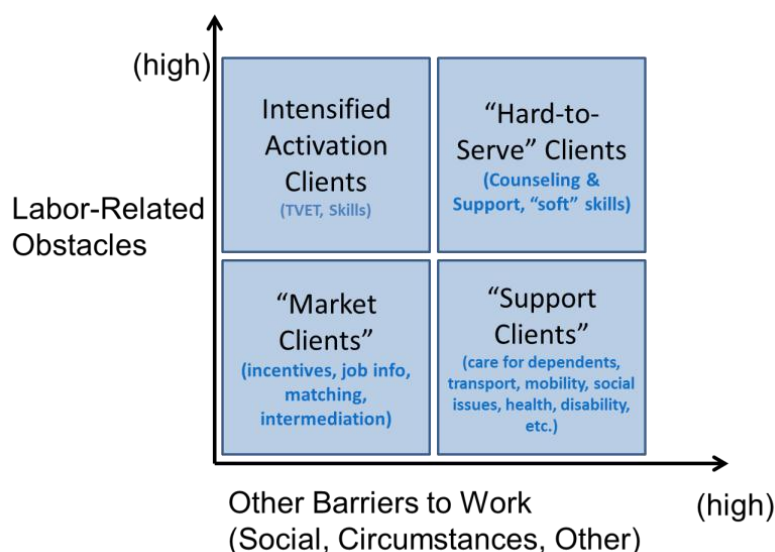 (high)
Intensified
Activation
Clients
(TVET, Skills)
“Hard-to-
Serve” Clients
(Counseling &
Support, “soft” skills)
Labor-Related
Obstacles
“Market
Clients”
(incentives, job info,
matching,
intermediation)
“Support
Clients”
(care for dependents,
transport, mobility, social
issues, health, disability,
etc.)
Other Barriers to Work
(Social, Circumstances, Other)
(high)